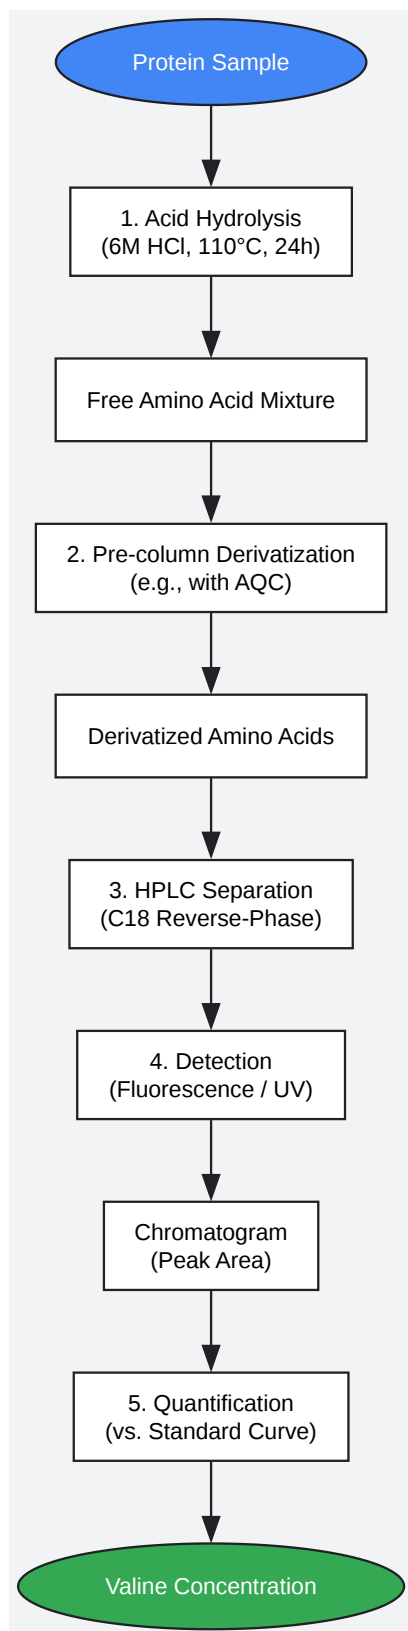 Protein Sample
1. Acid Hydrolysis
(6M HCl, 110°C, 24h)
Free Amino Acid Mixture
2. Pre-column Derivatization
(e.g., with AQC)
Derivatized Amino Acids
3. HPLC Separation
(C18 Reverse-Phase)
4. Detection
(Fluorescence / UV)
Chromatogram
(Peak Area)
5. Quantification
(vs. Standard Curve)
Valine Concentration